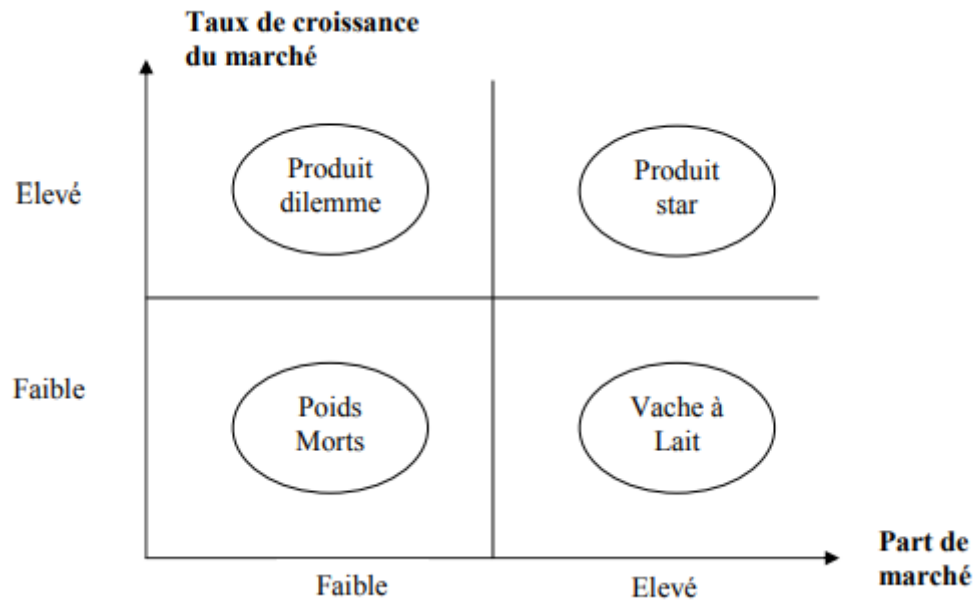 Taux de croissance
du marché
Elevé
Produit
dilemme
Produit
star
Faible
Poids
Morts
Vache à
Lait
Faible
Elevé
Part de
marché